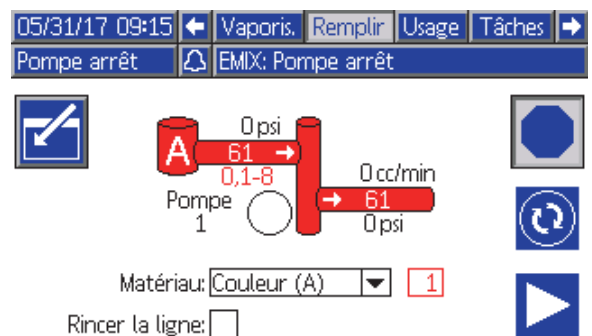 05/31/17 09:15 Vaporis. Remplir Usage Tâches
Pompe arrêt EMIX: Pompe arrêt
0 psi
A 61
0,1-8
0 cc/min
Pompe 61
1 0 psi
Matériau: Couleur (A) 1
Rincer la ligne: